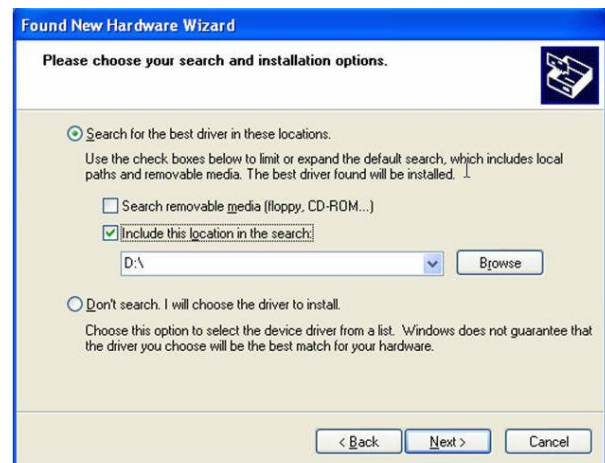 Found New Hardware Wizard
Please choose your search and installation options.
Search for the best driver in these locations.
Use the check boxes below to limit or expand the default search, which includes local
paths and removable media. The best driver found will be installed.
Search removable media (floppy, CD-ROM...)
Include this location in the search:
D:\
Browse
Don't search. I will choose the driver to install.
Choose this option to select the device driver from a list. Windows does not guarantee that
the driver you choose will be the best match for your hardware.
< Back
Next >
Cancel